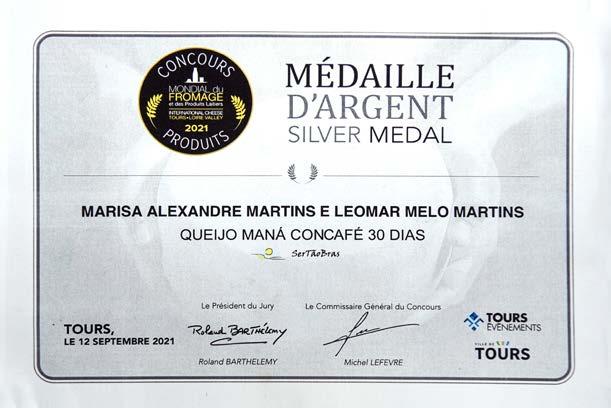 CONCOURS
MONDIAL du
FROMAGE
et des Produits Laitiers
INTERNATIONAL CHEESE
TOURS • LOIRE VALLEY
2021
PRODUITS
MÉDAILLE
D'ARGENT
SILVER MEDAL
MARISA ALEXANDRE MARTINS E LEOMAR MELO MARTINS
QUEIJO MANÁ CONCAFÉ 30 DIAS
SerTãoBras
Le Président du Jury
Le Commissaire Général du Concours
TOURS,
LE 12 SEPTEMBRE 2021
Roland BARTHÉLEMY
Roland BARTHELEMY
Michel LEFEVRE
TOURS
ÉVÉNEMENTS
VILLE DE
TOURS